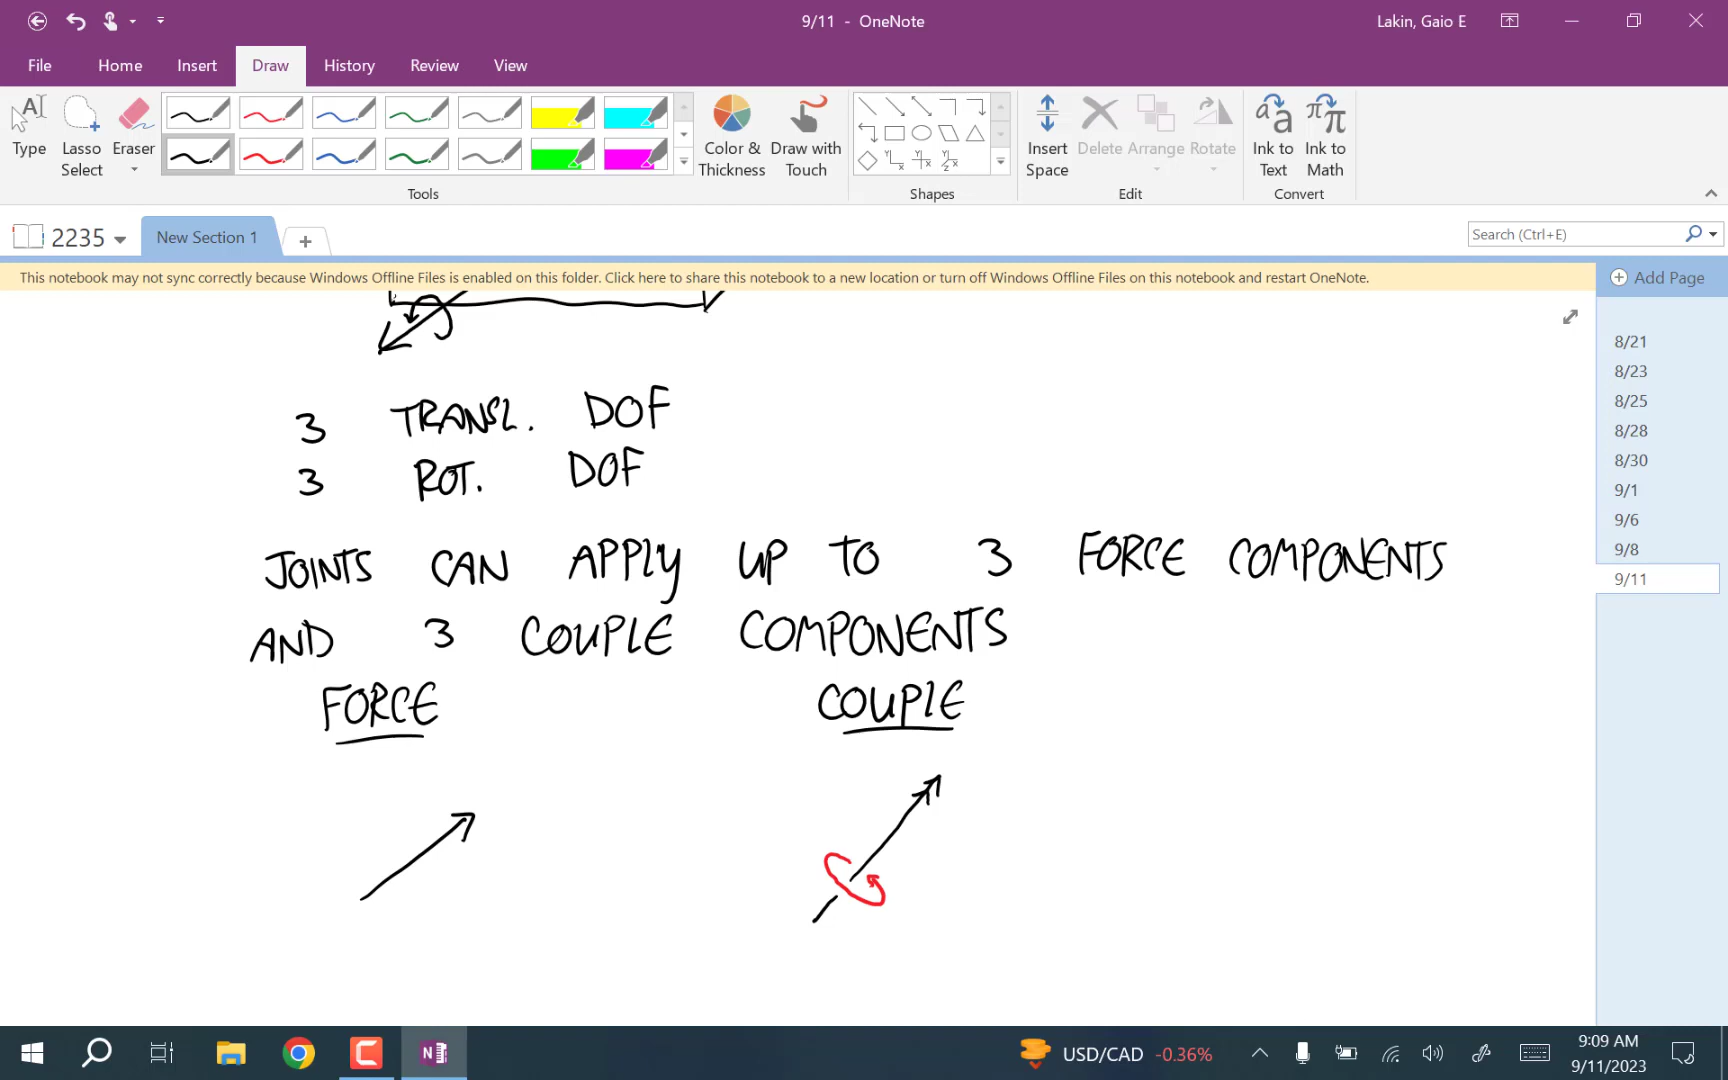 9/11 - OneNote
Lakin, Gaio E
File Home Insert Draw History Review View
Type
Lasso Select
Eraser
Color & Thickness
Draw with Touch
Insert Space
Delete
Arrange
Rotate
Ink to Text
Ink to Math
Tools
Shapes
Edit
Convert
2235
New Section 1
Search (Ctrl+E)
This notebook may not sync correctly because Windows Offline Files is enabled on this folder. Click here to share this notebook to a new location or turn off Windows Offline Files on this notebook and restart OneNote.
Add Page
8/21
8/23
8/25
8/28
8/30
9/1
9/6
9/8
9/11
3 TRANSL. DOF
3 ROT. DOF
JOINTS CAN APPLY UP TO 3 FORCE COMPONENTS
AND 3 COUPLE COMPONENTS
FORCE COUPLE
USD/CAD -0.36%
9:09 AM
9/11/2023